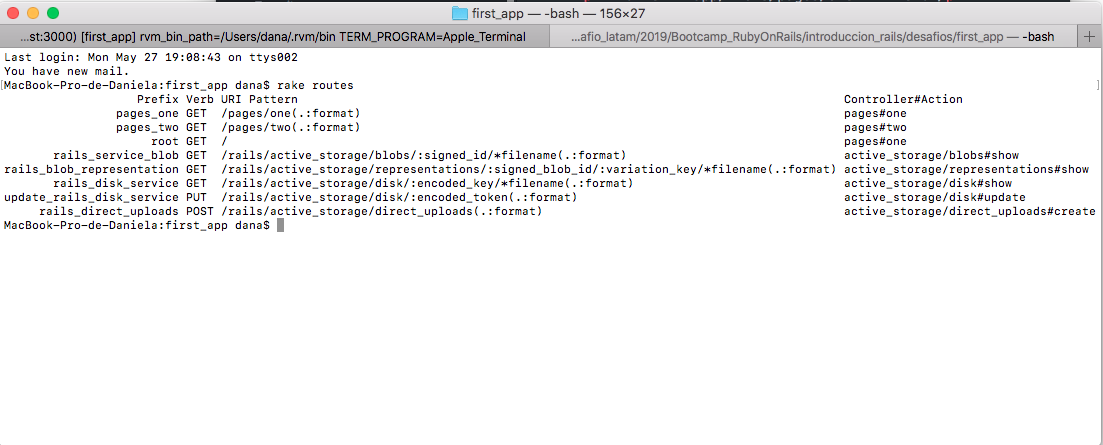 first_app — -bash — 156×27
...st:3000) [first_app] rvm_bin_path=/Users/dana/.rvm/bin TERM_PROGRAM=Apple_Terminal
...afio_latam/2019/Bootcamp_RubyOnRails/introduccion_rails/desafios/first_app — -bash
Last login: Mon May 27 19:08:43 on ttys002
You have new mail.
[MacBook-Pro-de-Daniela:first_app dana$ rake routes ]
Prefix Verb URI Pattern Controller#Action
pages_one GET /pages/one(.:format) pages#one
pages_two GET /pages/two(.:format) pages#two
root GET / pages#one
rails_service_blob GET /rails/active_storage/blobs/:signed_id/*filename(.:format) active_storage/blobs#show
rails_blob_representation GET /rails/active_storage/representations/:signed_blob_id/:variation_key/*filename(.:format) active_storage/representations#show
rails_disk_service GET /rails/active_storage/disk/:encoded_key/*filename(.:format) active_storage/disk#show
update_rails_disk_service PUT /rails/active_storage/disk/:encoded_token(.:format) active_storage/disk#update
rails_direct_uploads POST /rails/active_storage/direct_uploads(.:format) active_storage/direct_uploads#create
MacBook-Pro-de-Daniela:first_app dana$